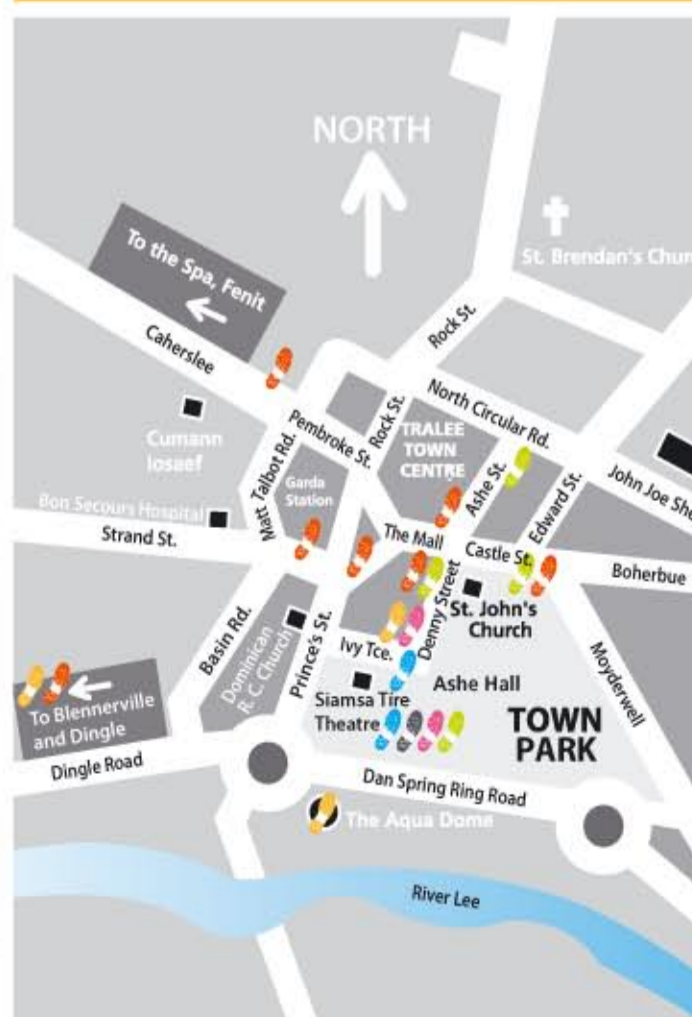 NORTH
To the Spa, Fenit
St. Brendan's Chur
Rock St.
Caherslee
North Circular Rd.
Rock St.
Pembroke St.
TRALEE
TOWN
CENTRE
Matt Talbot Rd.
Cumann
Iosaef
Garda
Station
Ashe St.
Edward St.
John Joe She
Bon Secours Hospital
Strand St.
The Mall
Castle St.
Boherbue
Denny Street
St. John's
Church
Basin Rd.
Dominican
R. C. Church
Prince's St.
Ivy Tce.
Moyderwell
Siamsa Tire
Theatre
Ashe Hall
TOWN
PARK
To Blennerville
and Dingle
Dingle Road
Dan Spring Ring Road
The Aqua Dome
River Lee